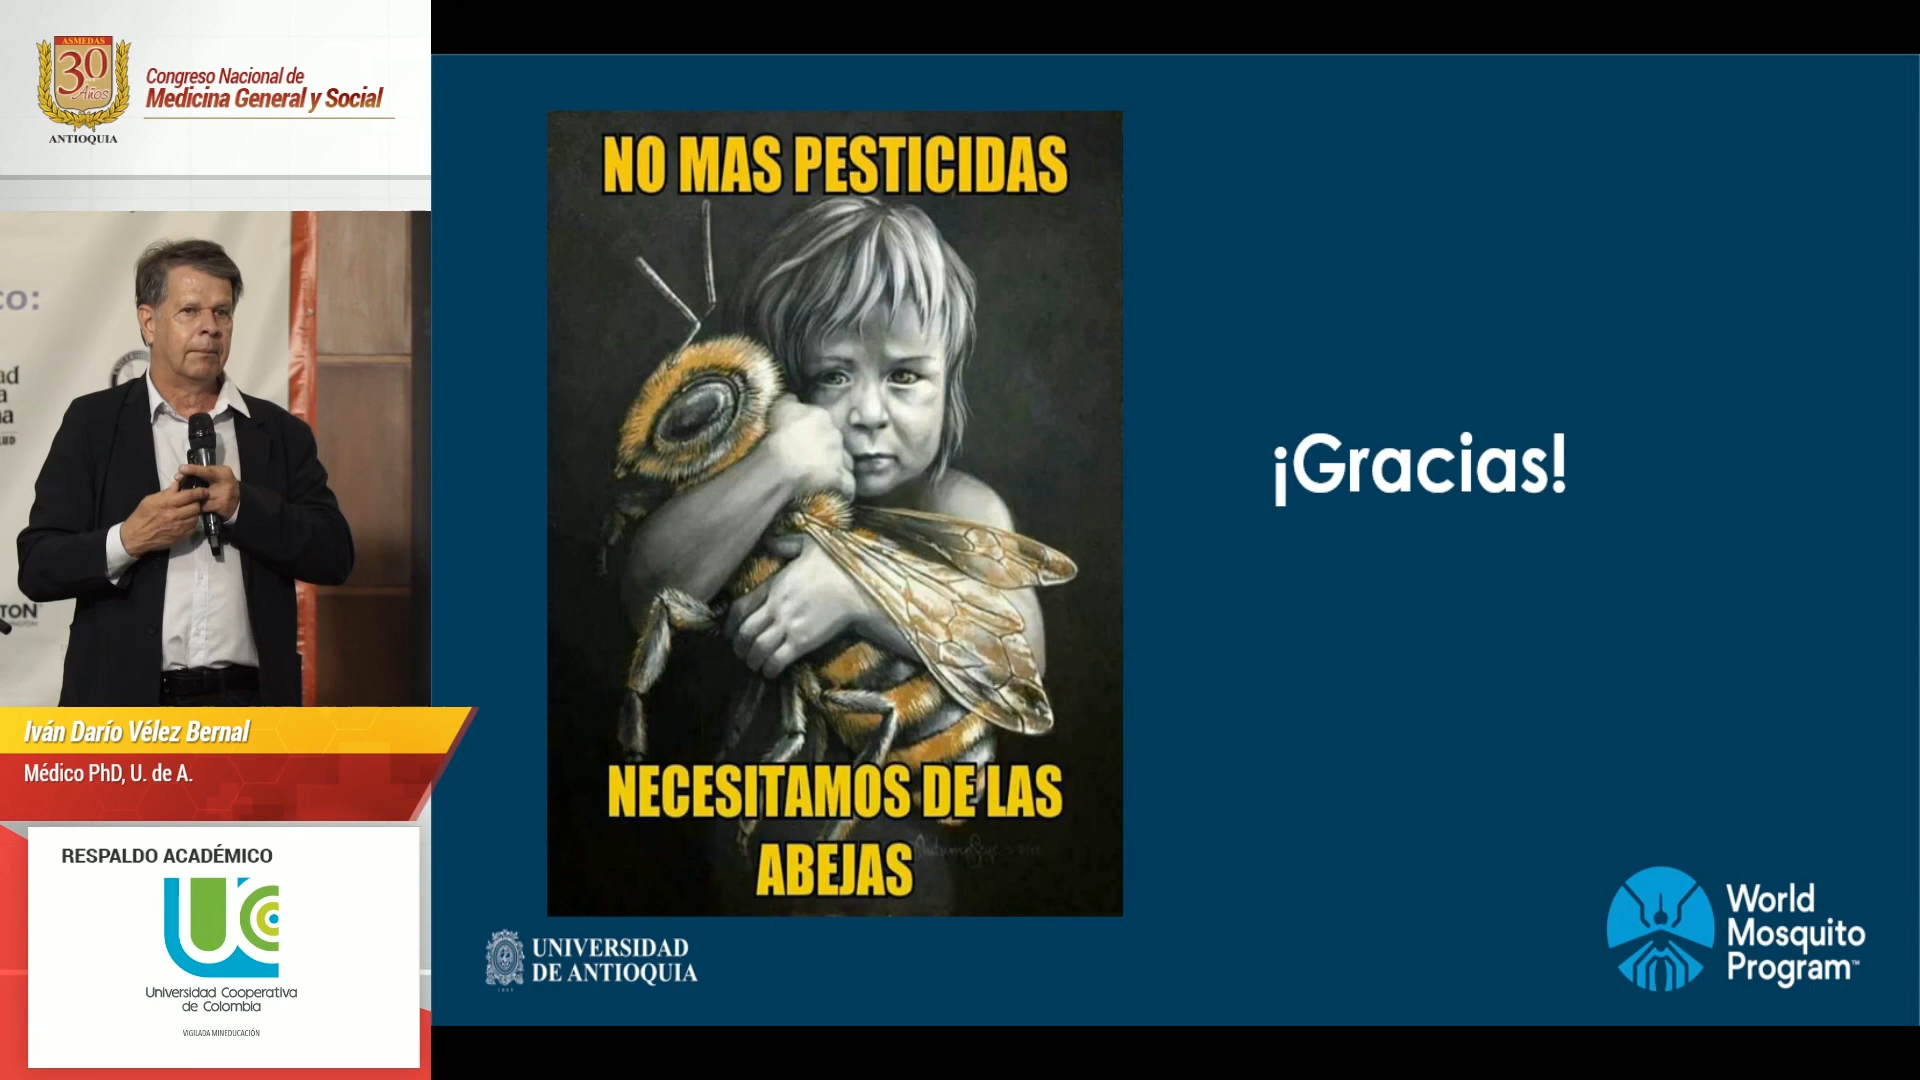 ASMEDAS
30
Años
ANTIOQUIA
Congreso Nacional de
Medicina General y Social
Iván Darío Vélez Bernal
Médico PhD, U. de A.
RESPALDO ACADÉMICO
Universidad Cooperativa
de Colombia
VIGILADA MINEDUCACIÓN
NO MAS PESTICIDAS
NECESITAMOS DE LAS
ABEJAS
¡Gracias!
UNIVERSIDAD
DE ANTIOQUIA
1803
World
Mosquito
Program™